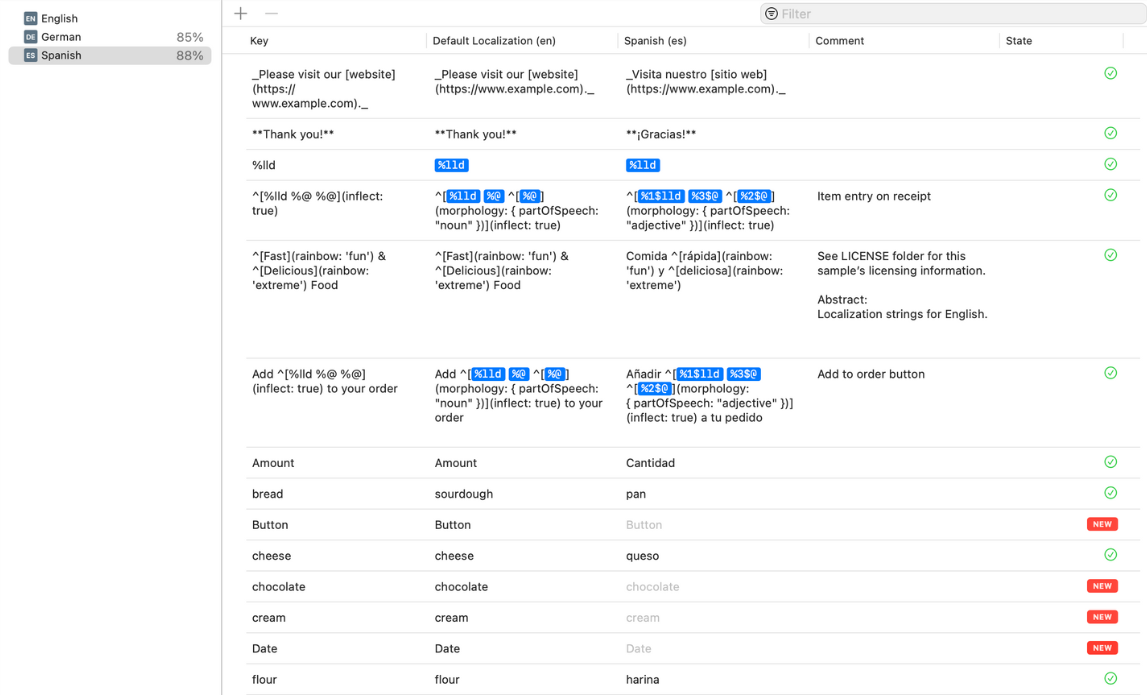 EN English
DE German 85%
ES Spanish 88%
Filter
Key Default Localization (en) Spanish (es) Comment State
_Please visit our [website]
(https://
www.example.com)._
_Please visit our [website]
(https://www.example.com)._
_Visita nuestro [sitio web]
(https://www.example.com)._
**Thank you!** **Thank you!** **¡Gracias!**
%lld %lld %lld
^[%lld %@ %@](inflect:
true)
^[%lld %@ ^[%@]
(morphology: { partOfSpeech:
"noun" })](inflect: true)
^[%1$lld %3$@ ^[%2$@]
(morphology: { partOfSpeech:
"adjective" })](inflect: true)
Item entry on receipt
^[Fast](rainbow: 'fun') &
^[Delicious](rainbow:
'extreme') Food
^[Fast](rainbow: 'fun') &
^[Delicious](rainbow:
'extreme') Food
Comida ^[rápida](rainbow:
'fun') y ^[deliciosa](rainbow:
'extreme')
See LICENSE folder for this
sample's licensing information.
Abstract:
Localization strings for English.
Add ^[%lld %@ %@]
(inflect: true) to your order
Add ^[%lld %@ ^[%@]
(morphology: { partOfSpeech:
"noun" })](inflect: true) to your
order
Añadir ^[%1$lld %3$@
^[%2$@](morphology:
{ partOfSpeech: "adjective" })]
(inflect: true) a tu pedido
Add to order button
Amount Amount Cantidad
bread sourdough pan
Button Button Button NEW
cheese cheese queso
chocolate chocolate chocolate NEW
cream cream cream NEW
Date Date Date NEW
flour flour harina